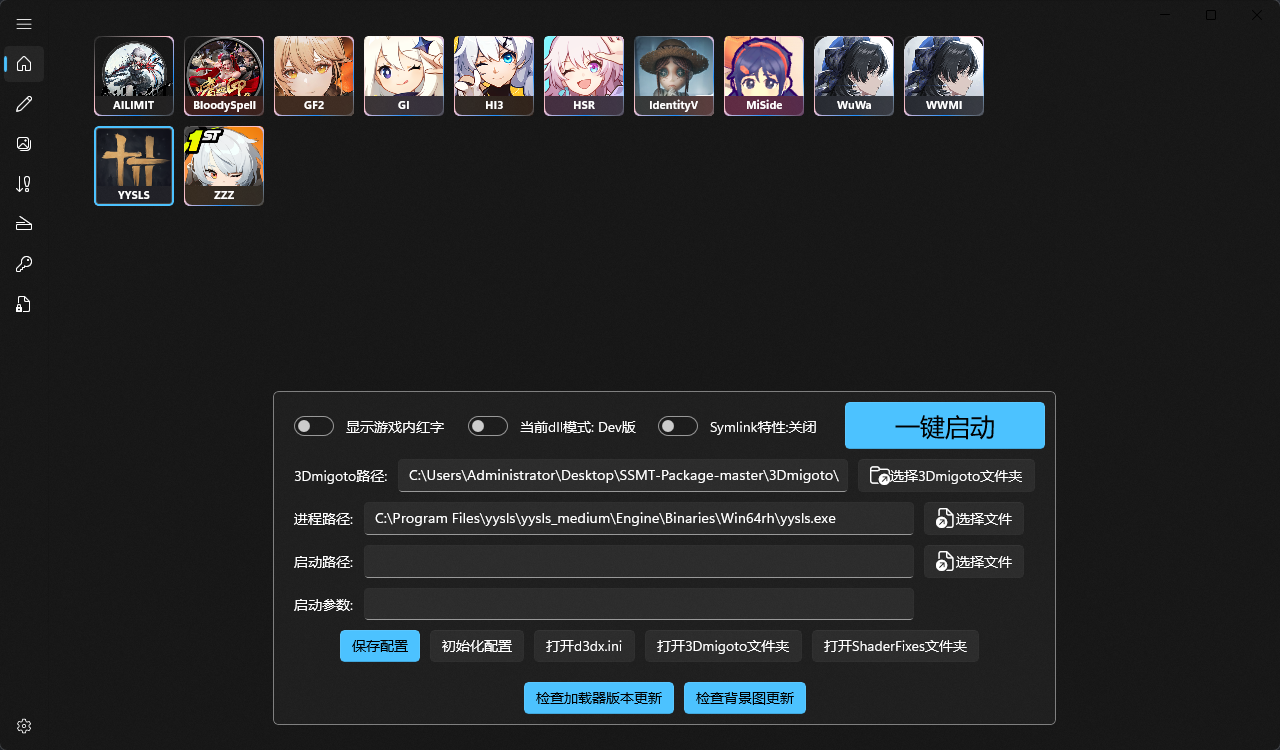 AILIMIT
BloodySpell
GF2
GI
HI3
HSR
IdentityV
MiSide
WuWa
WWMI
YYSLS
1ST
ZZZ
显示游戏内红字
当前dll模式: Dev版
Symlink特性:关闭
一键启动
3Dmigoto路径:
C:\Users\Administrator\Desktop\SSMT-Package-master\3Dmigoto\
选择3Dmigoto文件夹
进程路径:
C:\Program Files\yysls\yysls_medium\Engine\Binaries\Win64rh\yysls.exe
选择文件
启动路径:
选择文件
启动参数:
保存配置
初始化配置
打开d3dx.ini
打开3Dmigoto文件夹
打开ShaderFixes文件夹
检查加载器版本更新
检查背景图更新